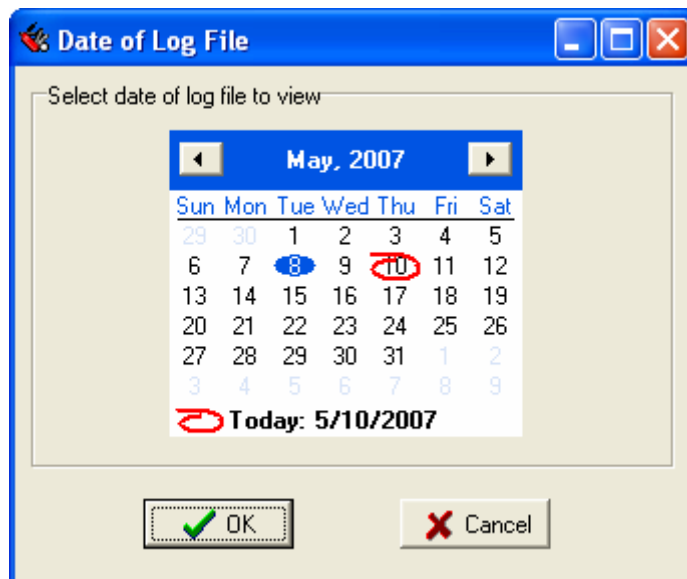 Date of Log File
Select date of log file to view
May, 2007
Sun Mon Tue Wed Thu Fri Sat
29 30 1 2 3 4 5
6 7 8 9 10 11 12
13 14 15 16 17 18 19
20 21 22 23 24 25 26
27 28 29 30 31 1 2
3 4 5 6 7 8 9
Today: 5/10/2007
OK Cancel